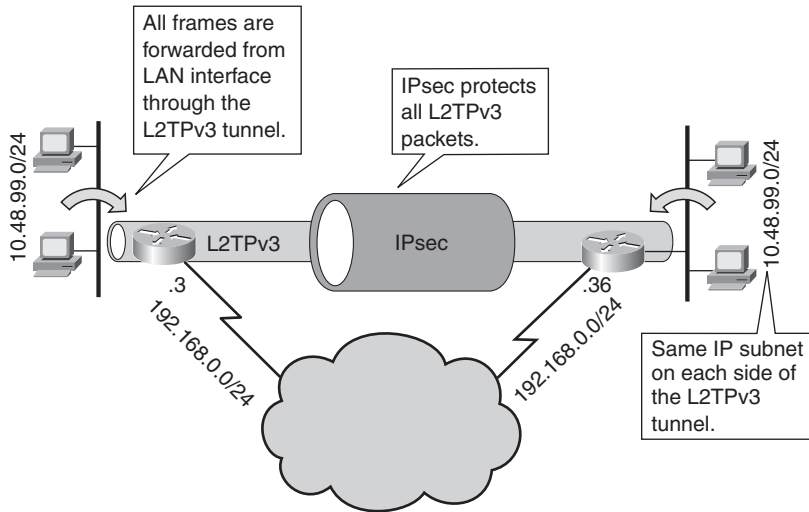 All frames are
forwarded from
LAN interface
through the
L2TPv3 tunnel.
IPsec protects
all L2TPv3
packets.
10.48.99.0/24
L2TPv3
IPsec
10.48.99.0/24
.3
.36
192.168.0.0/24
192.168.0.0/24
Same IP subnet
on each side of
the L2TPv3
tunnel.